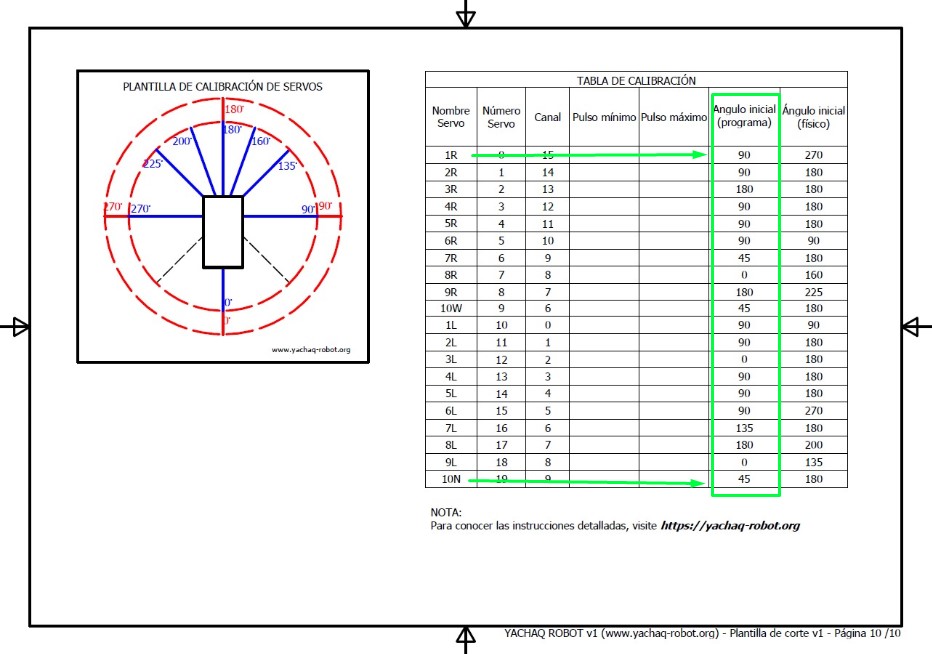 PLANTILLA DE CALIBRACIÓN DE SERVOS
180°
180°
200°
160°
225°
135°
270°
270°
90°
90°
0°
0°
www.yachaq-robot.org
TABLA DE CALIBRACIÓN
Nombre Servo Número Servo Canal Pulso mínimo Pulso máximo Angulo inicial (programa) Ángulo inicial (físico)
1R 0 15 90 270
2R 1 14 90 180
3R 2 13 180 180
4R 3 12 90 180
5R 4 11 90 180
6R 5 10 90 90
7R 6 9 45 180
8R 7 8 0 160
9R 8 7 180 225
10W 9 6 45 180
1L 10 0 90 90
2L 11 1 90 180
3L 12 2 0 180
4L 13 3 90 180
5L 14 4 90 180
6L 15 5 90 270
7L 16 6 135 180
8L 17 7 180 200
9L 18 8 0 135
10N 19 9 45 180
NOTA:
Para conocer las instrucciones detalladas, visite https://yachaq-robot.org
YACHAQ ROBOT v1 (www.yachaq-robot.org) - Plantilla de corte v1 - Página 10 /10